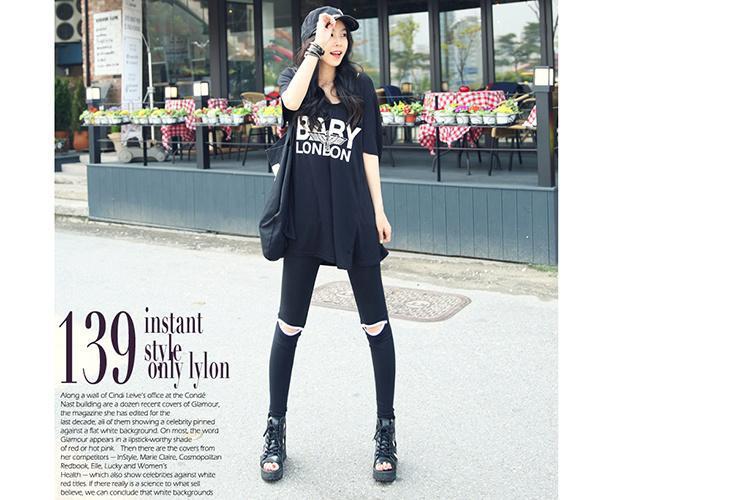 BABY
LONDON
139
instant
style
only lylon
Along a wall of Cindi Leive's office at the Condé
Nast building are a dozen recent covers of Glamour,
the magazine she has edited for the
last decade, all of them showing a celebrity pinned
against a flat white background. On most, the word
Glamour appears in a lipstick-worthy shade
of red or hot pink. Then there are the covers from
her competitors — InStyle, Marie Claire, Cosmopolitan
Redbook, Elle, Lucky and Women's
Health — which also show celebrities against white
red titles. If there really is a science to what sell
believe, we can conclude that white backgrounds